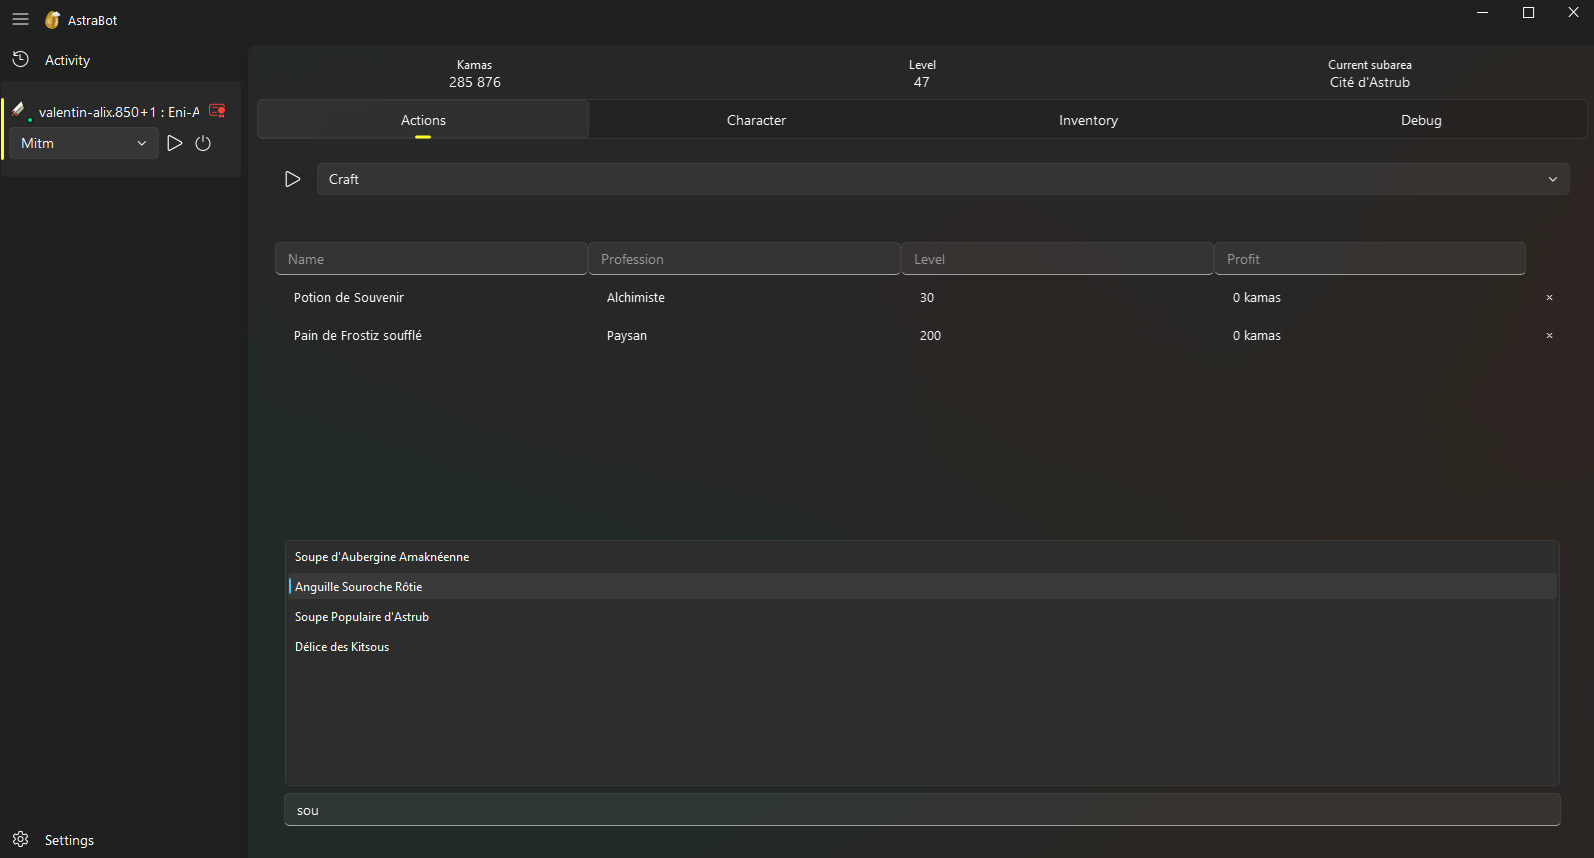 AstraBot
Activity
valentin-alix.850+1 : Eni-A
Mitm
Settings
Kamas
285 876
Level
47
Current subarea
Cité d'Astrub
Actions
Character
Inventory
Debug
Craft
Name Profession Level Profit
Potion de Souvenir Alchimiste 30 0 kamas ×
Pain de Frostiz soufflé Paysan 200 0 kamas ×
Soupe d'Aubergine Amaknéenne
Anguille Souroche Rôtie
Soupe Populaire d'Astrub
Délice des Kitsous
sou